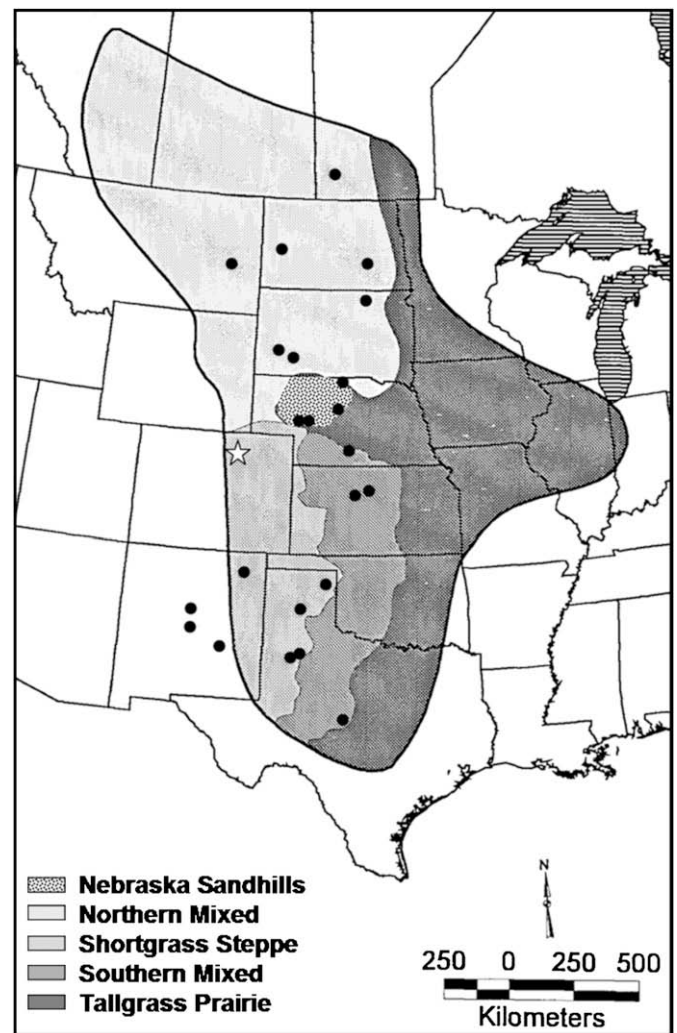 Nebraska Sandhills
Northern Mixed
Shortgrass Steppe
Southern Mixed
Tallgrass Prairie
N
250 0 250 500
Kilometers